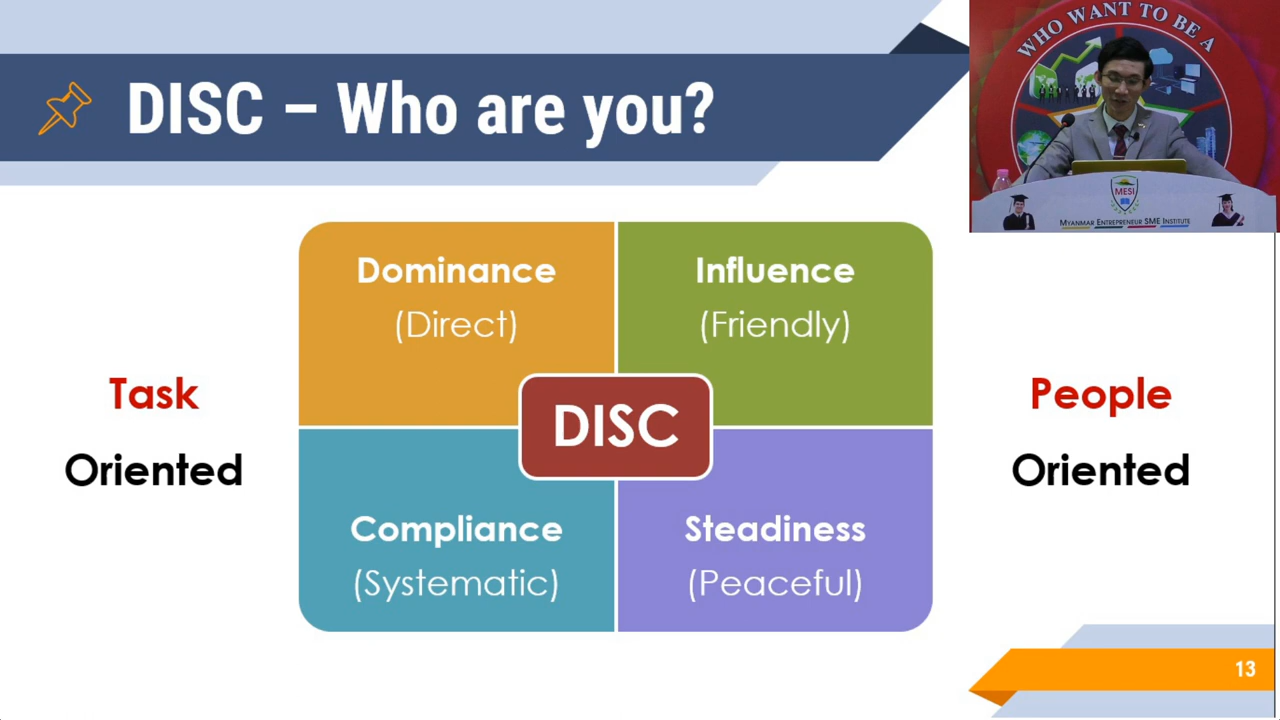 DISC – Who are you?
WHO WANT TO BE A
MESI
MYANMAR ENTREPRENEUR SME INSTITUTE
Dominance
(Direct)
Influence
(Friendly)
Task
Oriented
DISC
People
Oriented
Compliance
(Systematic)
Steadiness
(Peaceful)
13